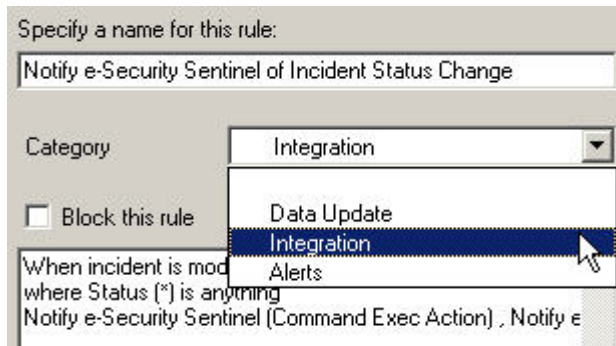 Specify a name for this rule:
Notify e-Security Sentinel of Incident Status Change
Category
Integration
Block this rule
Data Update
Integration
Alerts
When incident is mod
where Status (*) is anything
Notify e-Security Sentinel (Command Exec Action) , Notify e